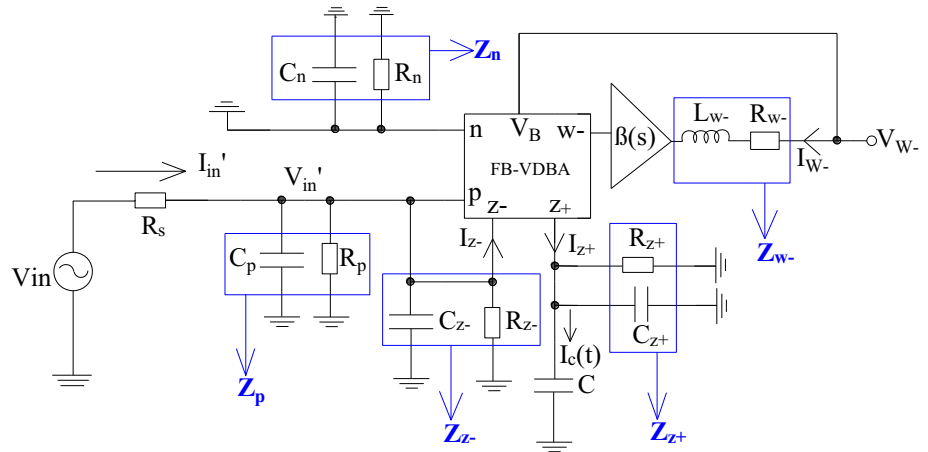 Zn
Cn
Rn
n
VB
w-
ß(s)
Lw-
Rw-
VW-
IW-
Iin'
Vin'
FB-VDBA
p
z-
z+
Rs
Iz-
Iz+
Rz+
Zw-
Vin
Cp
Rp
Cz-
Rz-
Cz+
Ic(t)
C
Zp
Zz-
Zz+